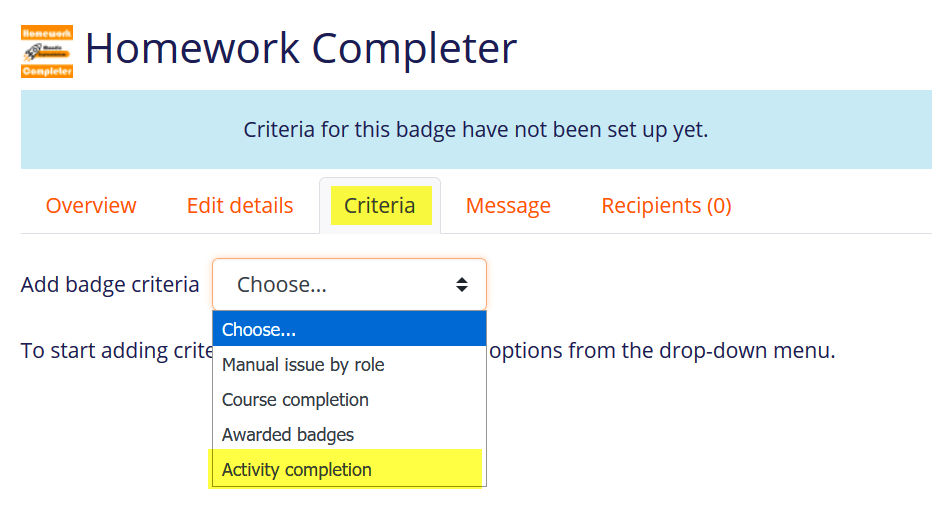 Homework
Completer
Homework Completer
Criteria for this badge have not been set up yet.
Overview Edit details Criteria Message Recipients (0)
Add badge criteria Choose...
Choose...
To start adding crite options from the drop-down menu.
Manual issue by role
Course completion
Awarded badges
Activity completion